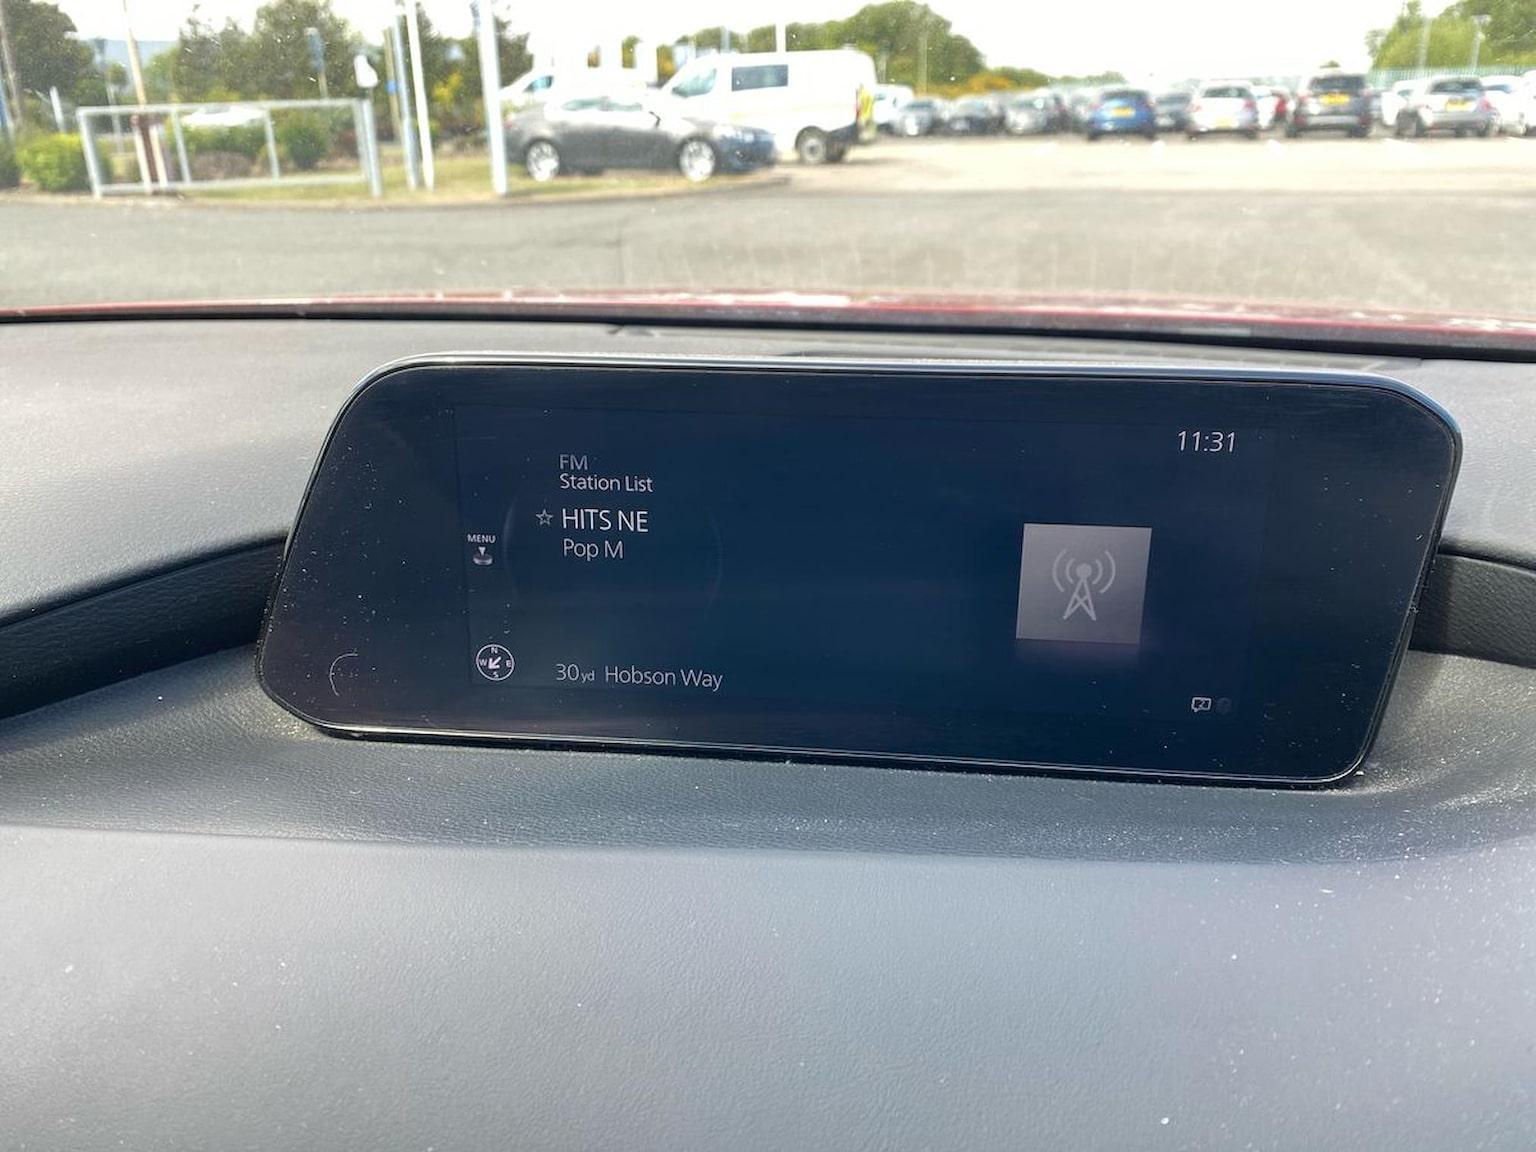 11:31
FM
Station List
HITS NE
Pop M
MENU
N
W E
S
30yd Hobson Way